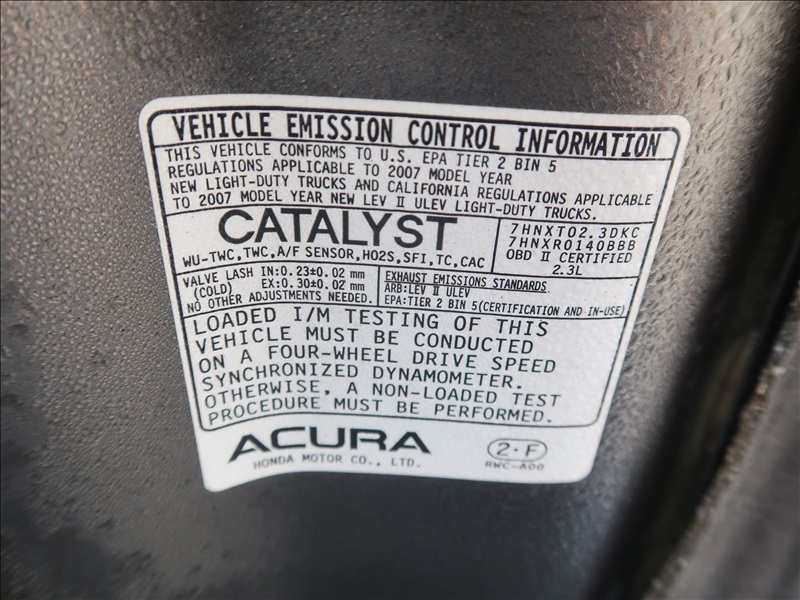 VEHICLE EMISSION CONTROL INFORMATION
THIS VEHICLE CONFORMS TO U.S. EPA TIER 2 BIN 5
REGULATIONS APPLICABLE TO 2007 MODEL YEAR
NEW LIGHT-DUTY TRUCKS AND CALIFORNIA REGULATIONS APPLICABLE
TO 2007 MODEL YEAR NEW LEV II ULEV LIGHT-DUTY TRUCKS.
CATALYST
WU-TWC,TWC,A/F SENSOR,HO2S,SFI,TC,CAC
7HNXT02.3DKC
7HNXR0140BBB
OBD II CERTIFIED
2.3L
VALVE LASH IN:0.23±0.02 mm
(COLD) EX:0.30±0.02 mm
NO OTHER ADJUSTMENTS NEEDED.
EXHAUST EMISSIONS STANDARDS
ARB:LEV II ULEV
EPA:TIER 2 BIN 5(CERTIFICATION AND IN-USE)
LOADED I/M TESTING OF THIS
VEHICLE MUST BE CONDUCTED
ON A FOUR-WHEEL DRIVE SPEED
SYNCHRONIZED DYNAMOMETER.
OTHERWISE, A NON-LOADED TEST
PROCEDURE MUST BE PERFORMED.
ACURA
HONDA MOTOR CO., LTD.
2·F
RWC-A00